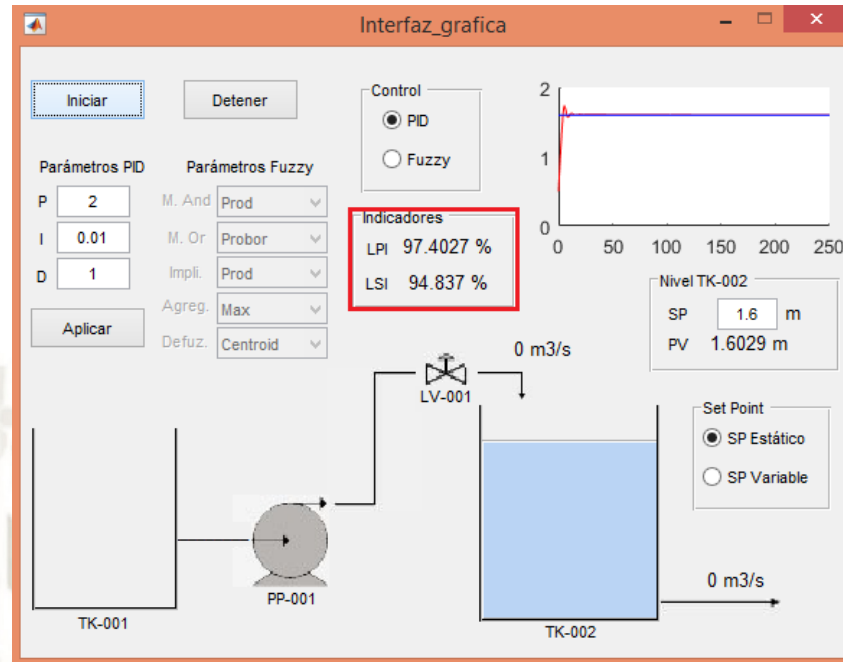 Interfaz_grafica
Iniciar
Detener
Control
PID
Fuzzy
Parámetros PID
P 2
I 0.01
D 1
Aplicar
Parámetros Fuzzy
M. And Prod
M. Or Probor
Impli. Prod
Agreg. Max
Defuz. Centroid
Indicadores
LPI 97.4027 %
LSI 94.837 %
2
1
0
0 50 100 150 200 250
Nivel TK-002
SP 1.6 m
PV 1.6029 m
0 m3/s
LV-001
Set Point
SP Estático
SP Variable
PP-001
TK-001
0 m3/s
TK-002